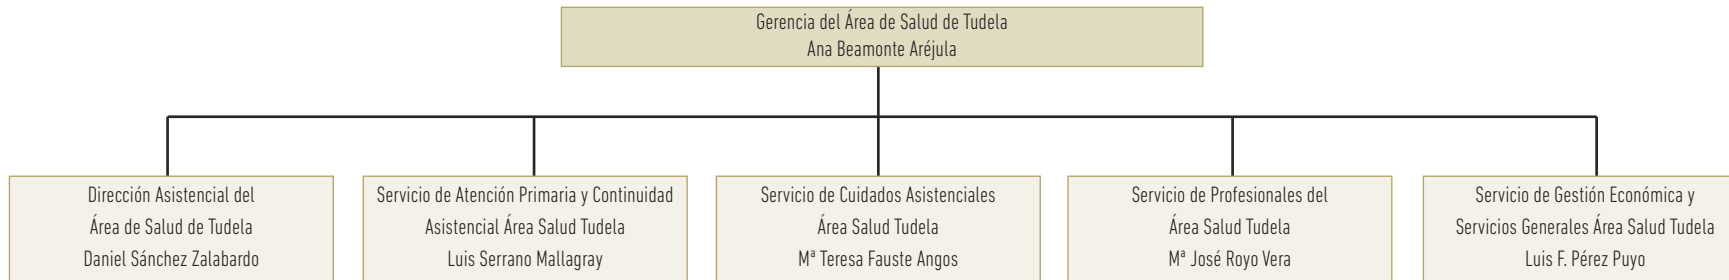 Gerencia del Área de Salud de Tudela
Ana Beamonte Aréjula
Dirección Asistencial del
Área de Salud de Tudela
Daniel Sánchez Zalabardo
Servicio de Atención Primaria y Continuidad
Asistencial Área Salud Tudela
Luis Serrano Mallagray
Servicio de Cuidados Asistenciales
Área Salud Tudela
Mª Teresa Fauste Angos
Servicio de Profesionales del
Área Salud Tudela
Mª José Royo Vera
Servicio de Gestión Económica y
Servicios Generales Área Salud Tudela
Luis F. Pérez Puyo